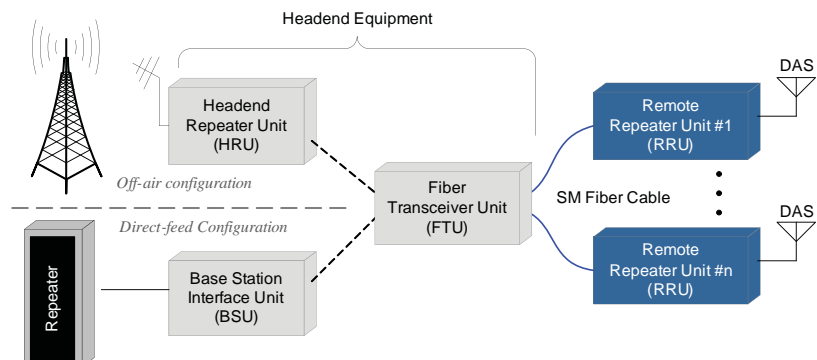 Headend Equipment
Headend
Repeater Unit
(HRU)
Off-air configuration
Direct-feed Configuration
Repeater
Base Station
Interface Unit
(BSU)
Fiber
Transceiver Unit
(FTU)
SM Fiber Cable
Remote
Repeater Unit #1
(RRU)
DAS
Remote
Repeater Unit #n
(RRU)
DAS